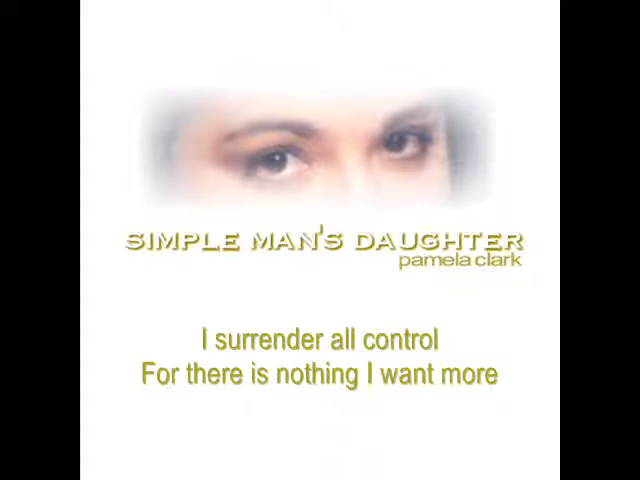 SIMPLE MAN'S DAUGHTER
pamela clark
I surrender all control
For there is nothing I want more